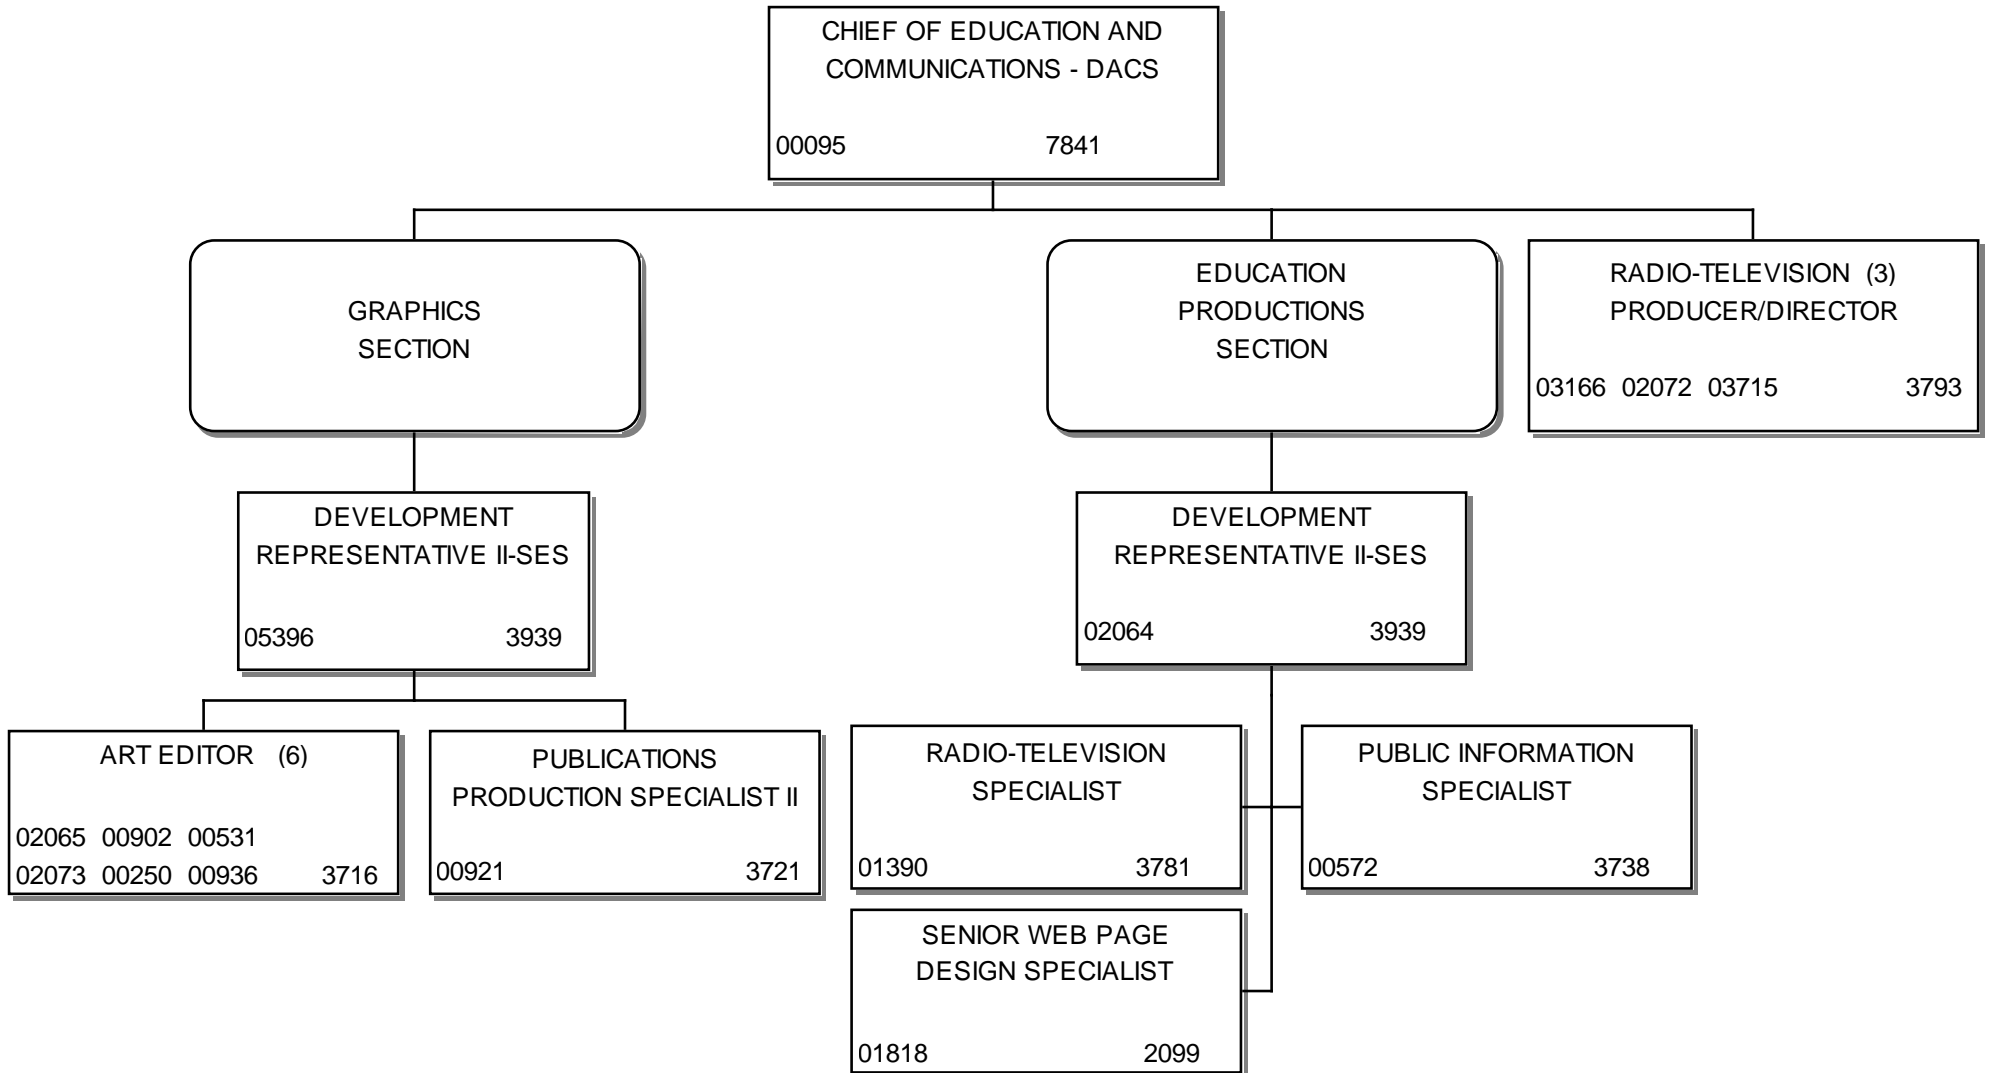 CHIEF OF EDUCATION AND
COMMUNICATIONS - DACS
00095 7841
GRAPHICS
SECTION
EDUCATION
PRODUCTIONS
SECTION
RADIO-TELEVISION (3)
PRODUCER/DIRECTOR
03166 02072 03715 3793
DEVELOPMENT
REPRESENTATIVE II-SES
05396 3939
DEVELOPMENT
REPRESENTATIVE II-SES
02064 3939
ART EDITOR (6)
02065 00902 00531
02073 00250 00936 3716
PUBLICATIONS
PRODUCTION SPECIALIST II
00921 3721
RADIO-TELEVISION
SPECIALIST
01390 3781
PUBLIC INFORMATION
SPECIALIST
00572 3738
SENIOR WEB PAGE
DESIGN SPECIALIST
01818 2099